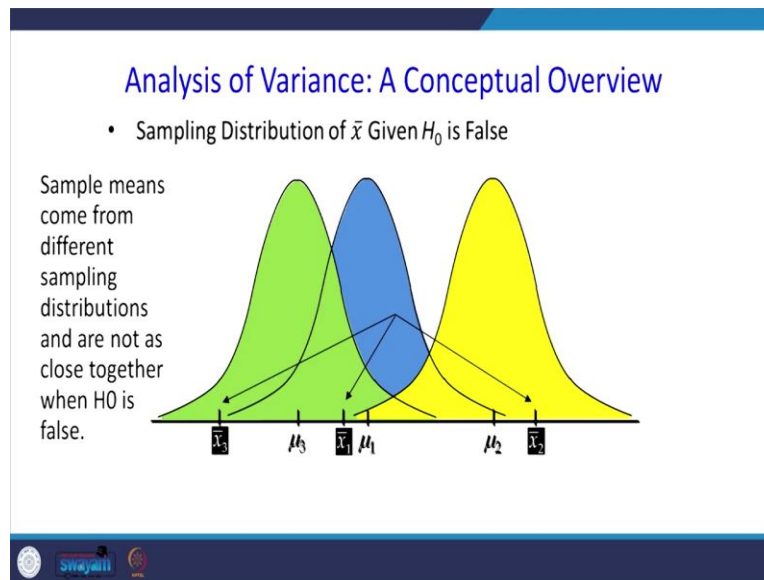 Analysis of Variance: A Conceptual Overview
• Sampling Distribution of x̄ Given H₀ is False
Sample means
come from
different
sampling
distributions
and are not as
close together
when H0 is
false.
x̄₃ μ₃ x̄₁ μ₁ μ₂ x̄₂
swayam